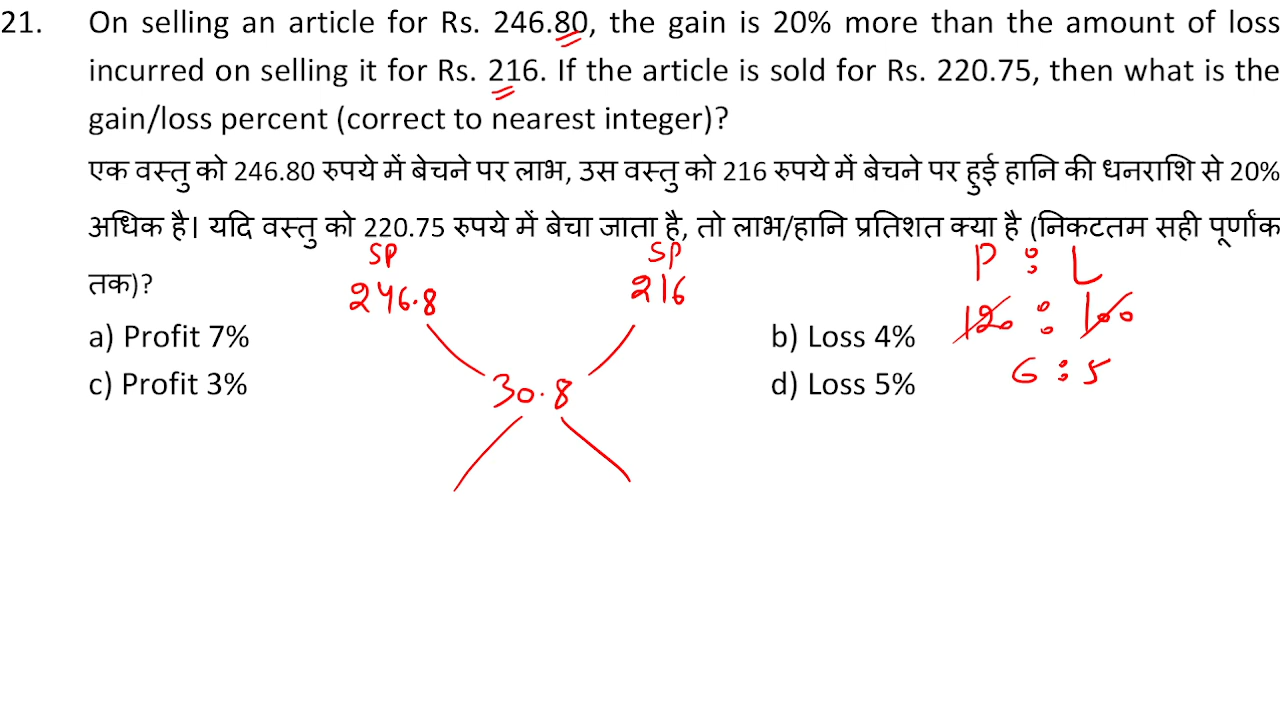 21. On selling an article for Rs. 246.80, the gain is 20% more than the amount of loss
incurred on selling it for Rs. 216. If the article is sold for Rs. 220.75, then what is the
gain/loss percent (correct to nearest integer)?
एक वस्तु को 246.80 रुपये में बेचने पर लाभ, उस वस्तु को 216 रुपये में बेचने पर हुई हानि की धनराशि से 20%
अधिक है। यदि वस्तु को 220.75 रुपये में बेचा जाता है, तो लाभ/हानि प्रतिशत क्या है (निकटतम सही पूर्णांक
तक)?
SP SP P : L
246.8 216 120 : 100
a) Profit 7% b) Loss 4%
6 : 5
c) Profit 3% d) Loss 5%
30.8